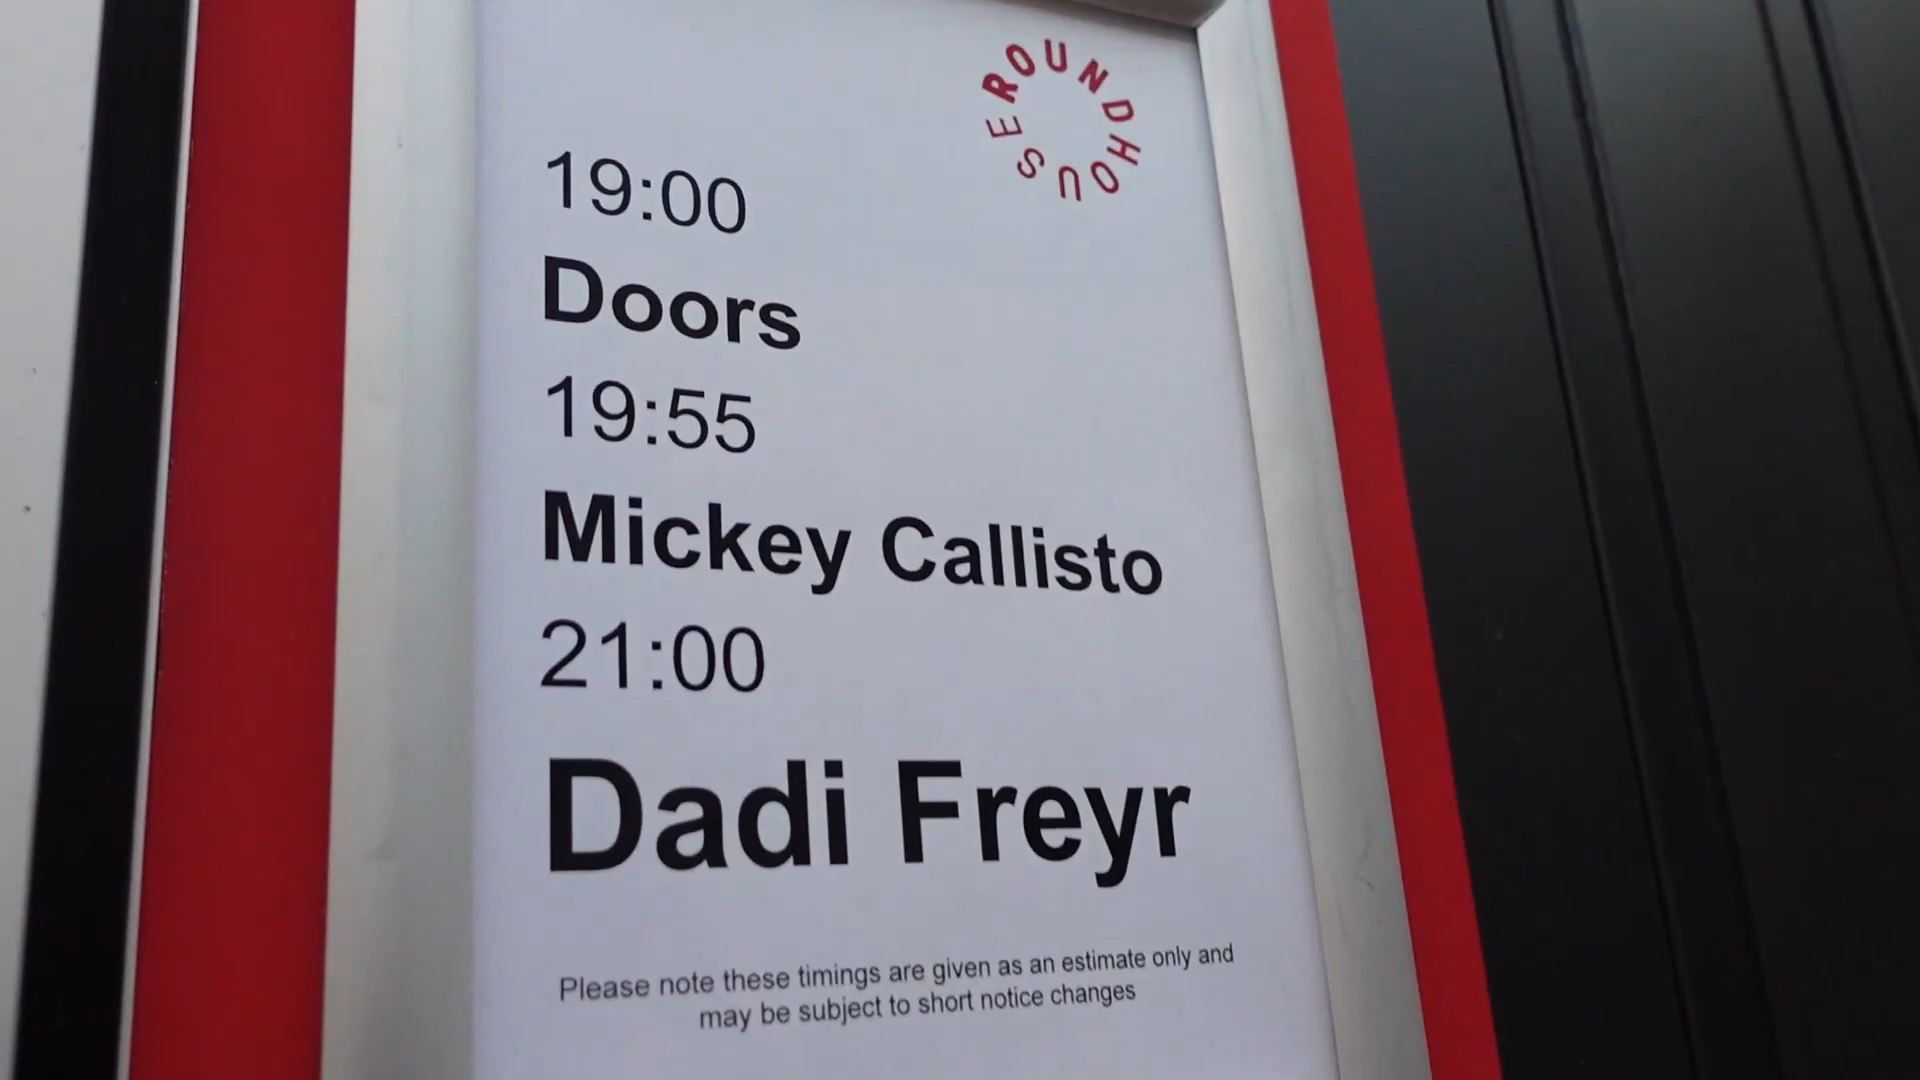 ROUNDHOUSE
19:00
Doors
19:55
Mickey Callisto
21:00
Dadi Freyr
Please note these timings are given as an estimate only and
may be subject to short notice changes